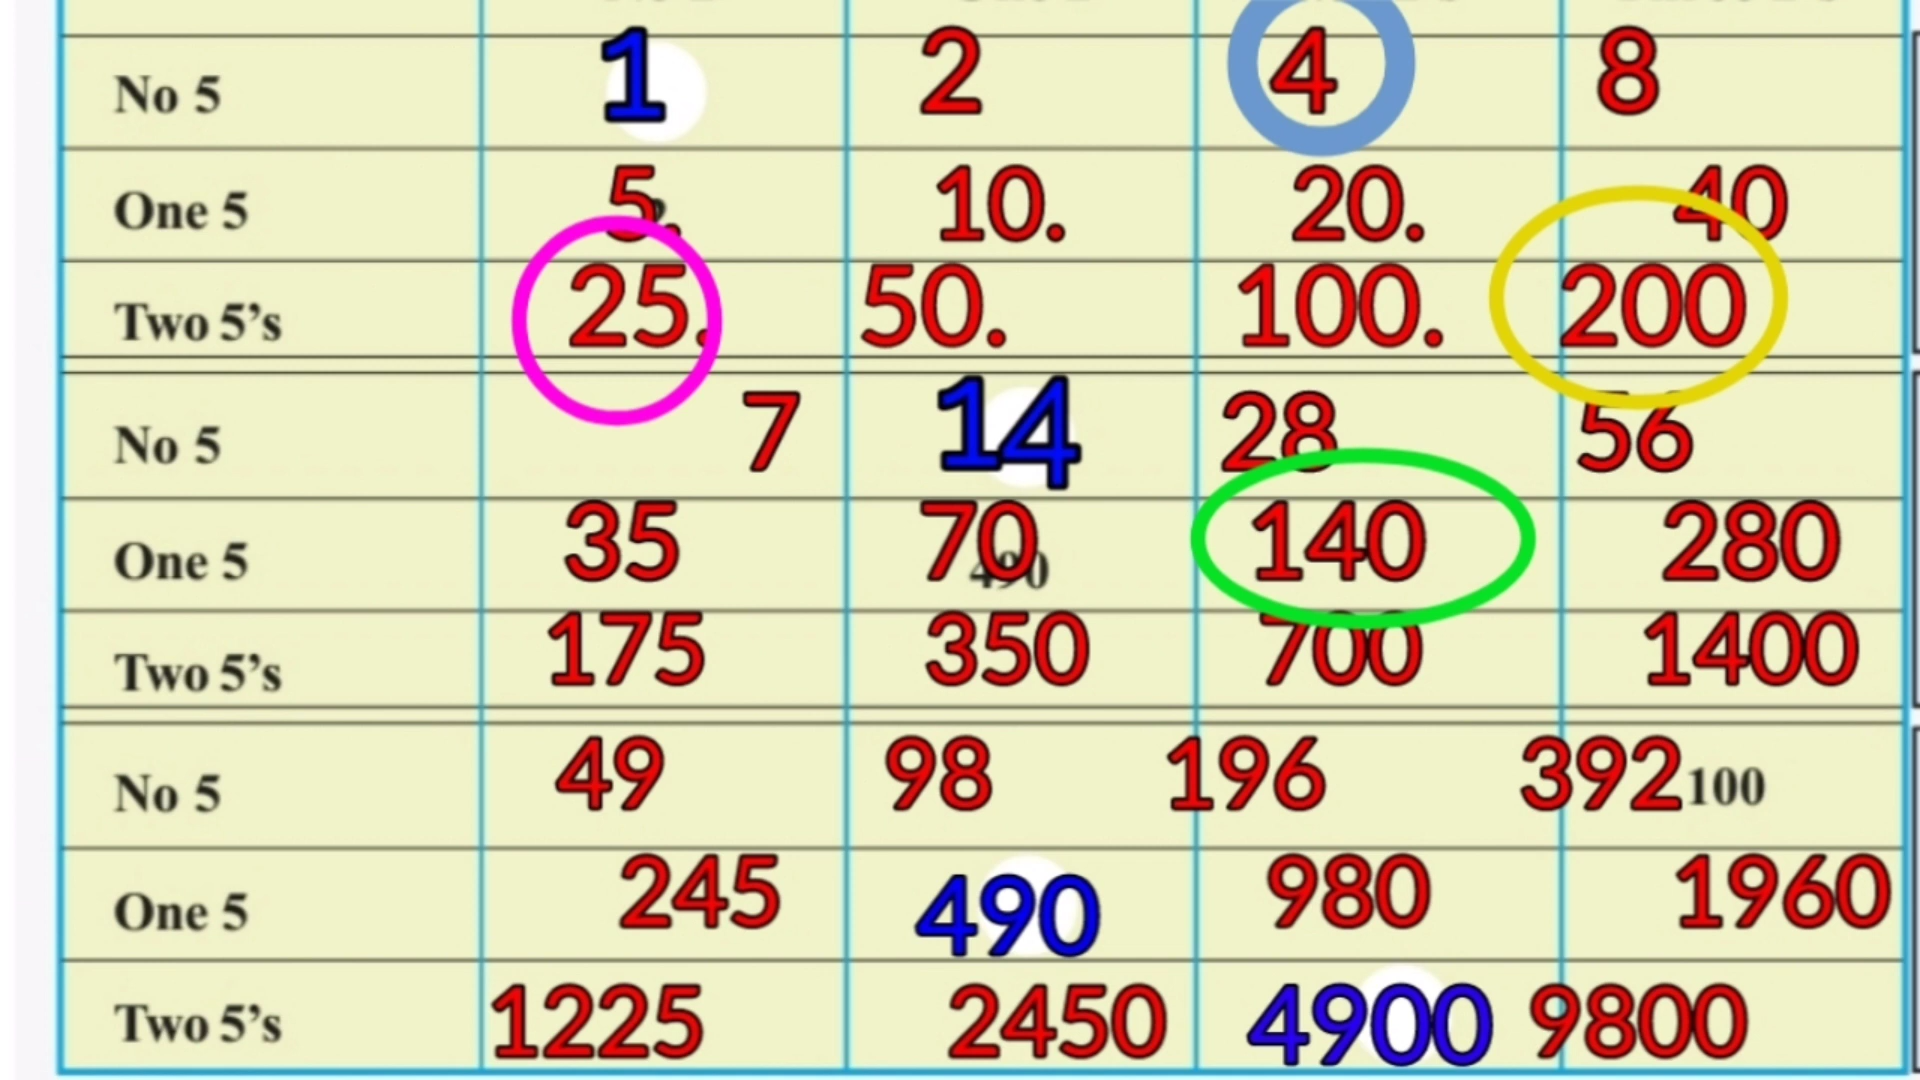 No 5 1 2 4 8
One 5 5. 10. 20. 40
Two 5's 25. 50. 100. 200
No 5 7 14 28 56
One 5 35 70 140 280
490
Two 5's 175 350 700 1400
No 5 49 98 196 392 100
One 5 245 490 980 1960
Two 5's 1225 2450 4900 9800